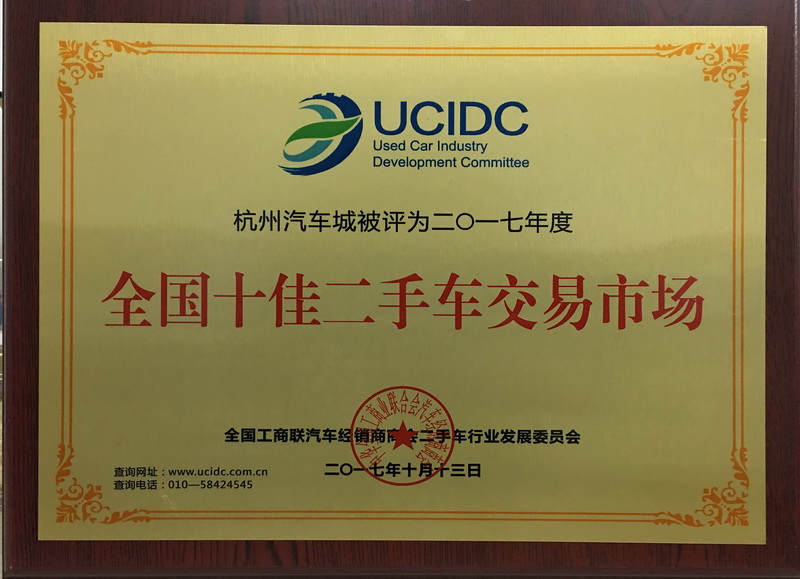 UCIDC
Used Car Industry
Development Committee
杭州汽车城被评为二〇一七年度
全国十佳二手车交易市场
全国工商联汽车经销商商会二手车行业发展委员会
二〇一七年十月十三日
查询网址：www.ucidc.com.cn
查询电话：010—58424545